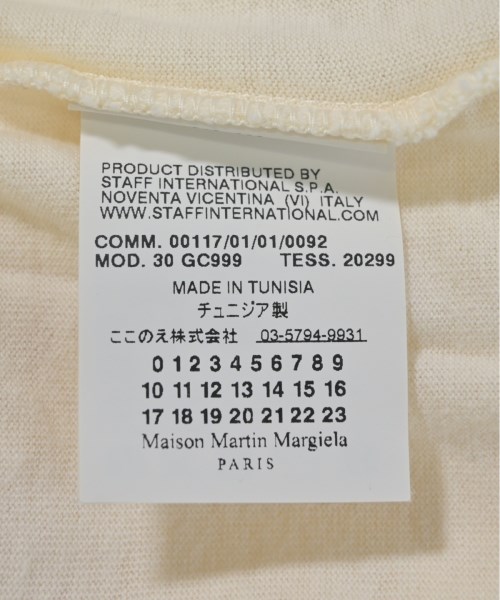 PRODUCT DISTRIBUTED BY
STAFF INTERNATIONAL S.P.A.
NOVENTA VICENTINA (VI) ITALY
WWW.STAFFINTERNATIONAL.COM
COMM. 00117/01/01/0092
MOD. 30 GC999 TESS. 20299
MADE IN TUNISIA
チュニジア製
ここのえ株式会社 03-5794-9931
0 1 2 3 4 5 6 7 8 9
10 11 12 13 14 15 16
17 18 19 20 21 22 23
Maison Martin Margiela
PARIS